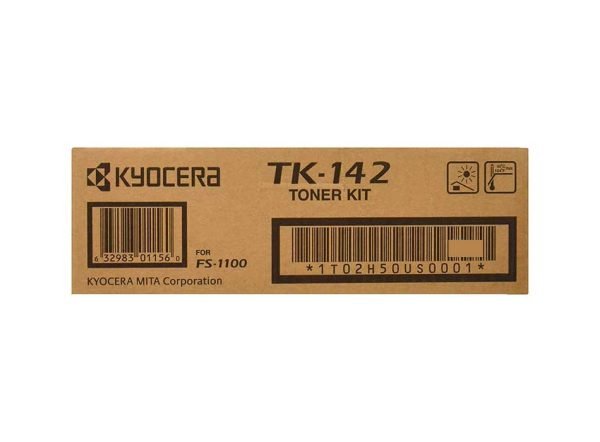 KYOCERA
TK-142
TONER KIT
6 32983 01156 0
FOR
FS-1100
*1T02H50US0001*
KYOCERA MITA Corporation